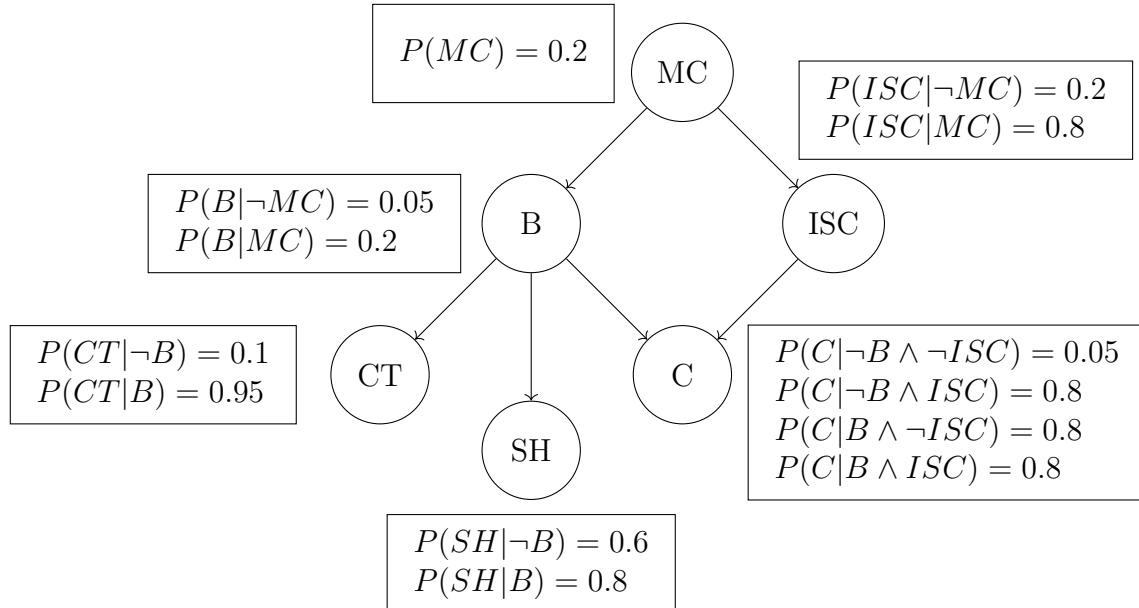 P(MC) = 0.2
MC
P(ISC|¬MC) = 0.2
P(ISC|MC) = 0.8
P(B|¬MC) = 0.05
P(B|MC) = 0.2
B
ISC
P(CT|¬B) = 0.1
P(CT|B) = 0.95
CT
C
P(C|¬B ∧ ¬ISC) = 0.05
P(C|¬B ∧ ISC) = 0.8
P(C|B ∧ ¬ISC) = 0.8
P(C|B ∧ ISC) = 0.8
SH
P(SH|¬B) = 0.6
P(SH|B) = 0.8